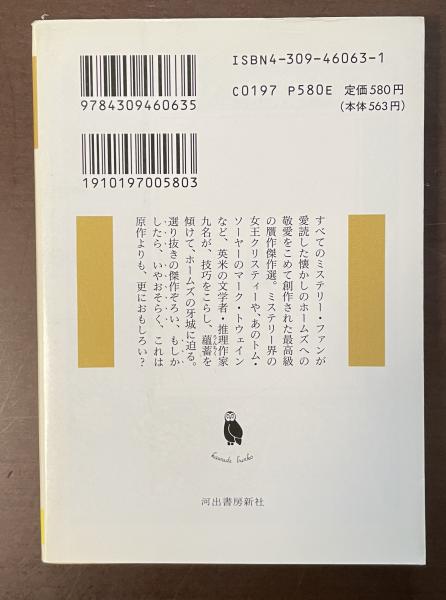 ISBN4-309-46063-1
9784309460635
C0197 P580E 定価580円
(本体563円)
1910197005803
すべてのミステリー・ファンが
愛読した懐かしのホームズへの
敬愛をこめて創作された最高級
の贋作傑作選。ミステリー界の
女王クリスティーや、あのトム・
ソーヤーのマーク・トウェイン
など、英米の文学者・推理作家
九名が、技巧をこらし、蘊蓄を
傾けて、ホームズの牙城に迫る。
選り抜きの傑作ぞろい、もしか
したら、いやおそらく、これは
原作よりも、更におもしろい?
kawade bunko
河出書房新社